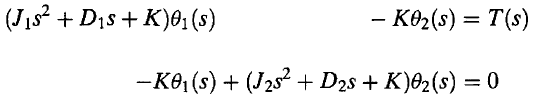 (J₁s² + D₁s + K)θ₁(s) − Kθ₂(s) = T(s)
−Kθ₁(s) + (J₂s² + D₂s + K)θ₂(s) = 0